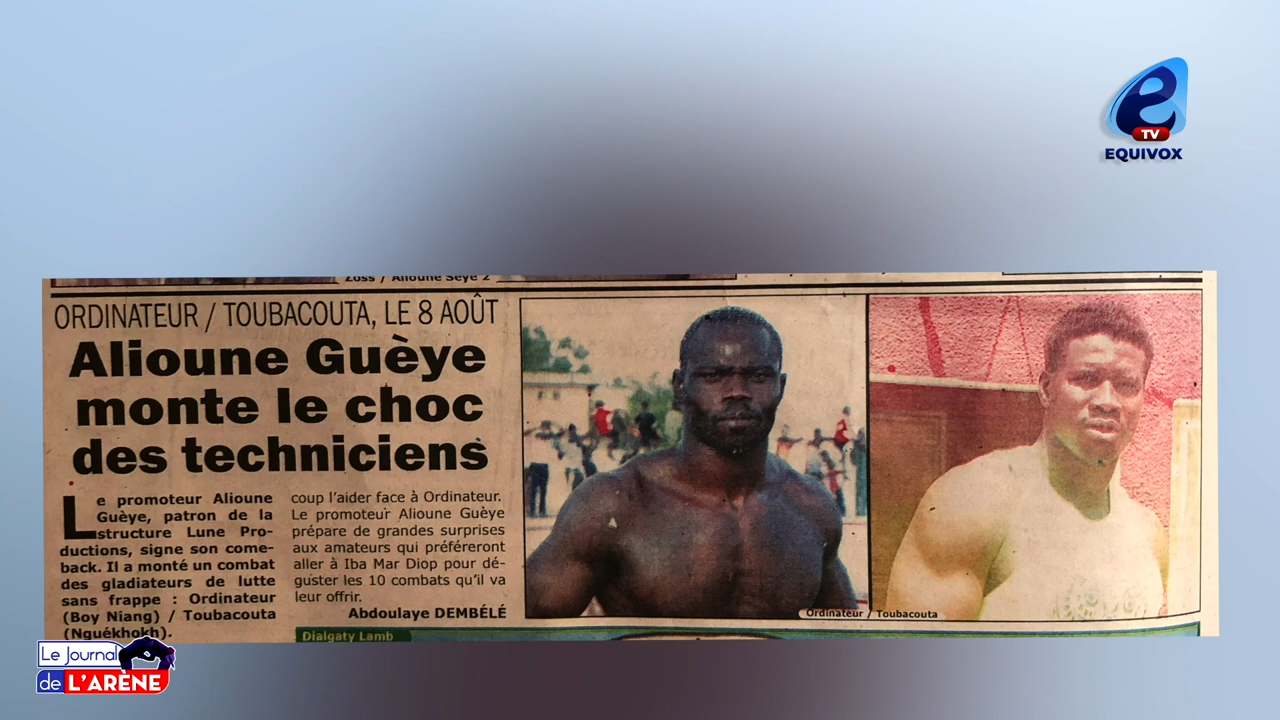 e
TV
EQUIVOX
Zoss / Alioune Seye 2
ORDINATEUR / TOUBACOUTA, LE 8 AOÛT
Alioune Guèye
monte le choc
des techniciens
Le promoteur Alioune
Guèye, patron de la
structure Lune Pro-
ductions, signe son come-
back. Il a monté un combat
des gladiateurs de lutte
sans frappe : Ordinateur
(Boy Niang) / Toubacouta
(Nguékhokh).
coup l'aider face à Ordinateur.
Le promoteur Alioune Guèye
prépare de grandes surprises
aux amateurs qui préféreront
aller à Iba Mar Diop pour dé-
guster les 10 combats qu'il va
leur offrir.
Abdoulaye DEMBÉLÉ
Ordinateur / Toubacouta
Dialgaty Lamb
Le Journal
de L'ARÈNE